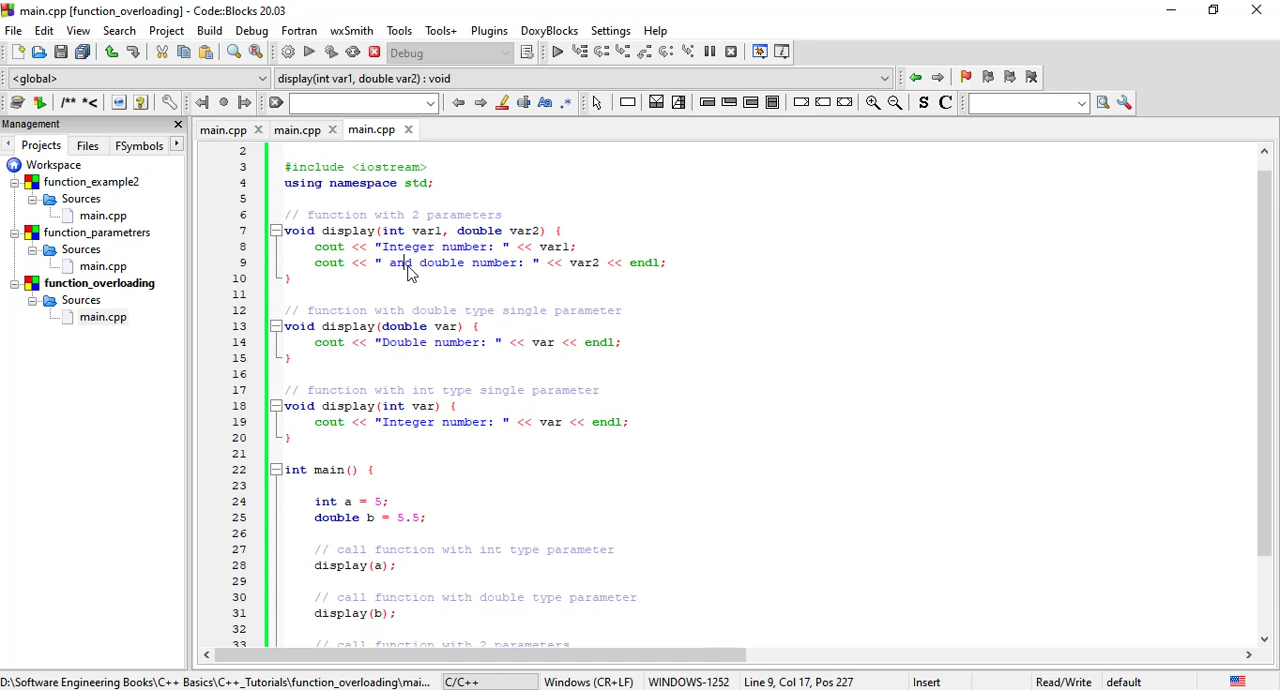 main.cpp [function_overloading] - Code::Blocks 20.03
File Edit View Search Project Build Debug Fortran wxSmith Tools Tools+ Plugins DoxyBlocks Settings Help
Debug
<global> display(int var1, double var2) : void
/** *< S C
Management
Projects Files FSymbols
main.cpp main.cpp main.cpp
Workspace
function_example2
Sources
main.cpp
function_parametrers
Sources
main.cpp
function_overloading
Sources
main.cpp
2
3 #include <iostream>
4 using namespace std;
5
6 // function with 2 parameters
7 void display(int var1, double var2) {
8 cout << "Integer number: " << var1;
9 cout << " and double number: " << var2 << endl;
10 }
11
12 // function with double type single parameter
13 void display(double var) {
14 cout << "Double number: " << var << endl;
15 }
16
17 // function with int type single parameter
18 void display(int var) {
19 cout << "Integer number: " << var << endl;
20 }
21
22 int main() {
23
24 int a = 5;
25 double b = 5.5;
26
27 // call function with int type parameter
28 display(a);
29
30 // call function with double type parameter
31 display(b);
32
33 // call function with 2 parameters
D:\Software Engineering Books\C++ Basics\C++_Tutorials\function_overloading\mai... C/C++ Windows (CR+LF) WINDOWS-1252 Line 9, Col 17, Pos 227 Insert Read/Write default